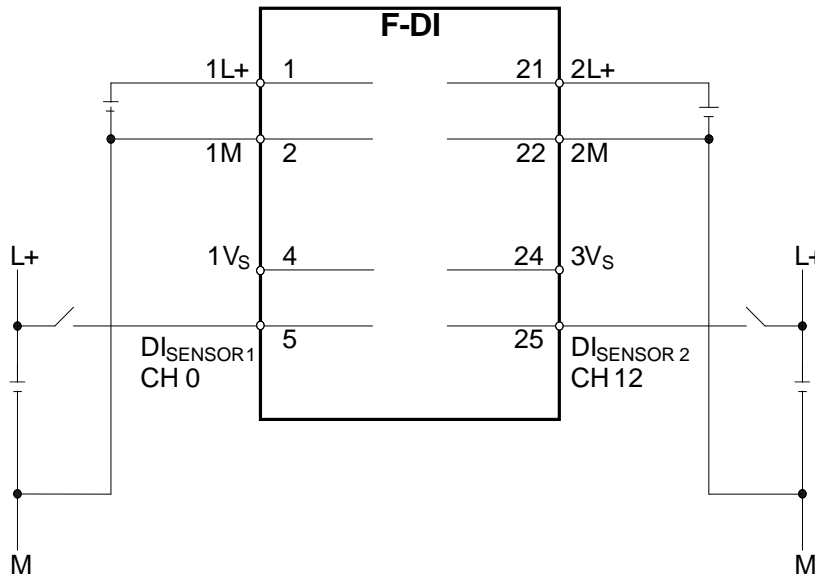 F-DI
1L+ 1 21 2L+
1M 2 22 2M
L+ 1VS 4 24 3VS L+
5 25
DISENSOR1 DISENSOR 2
CH 0 CH 12
M M